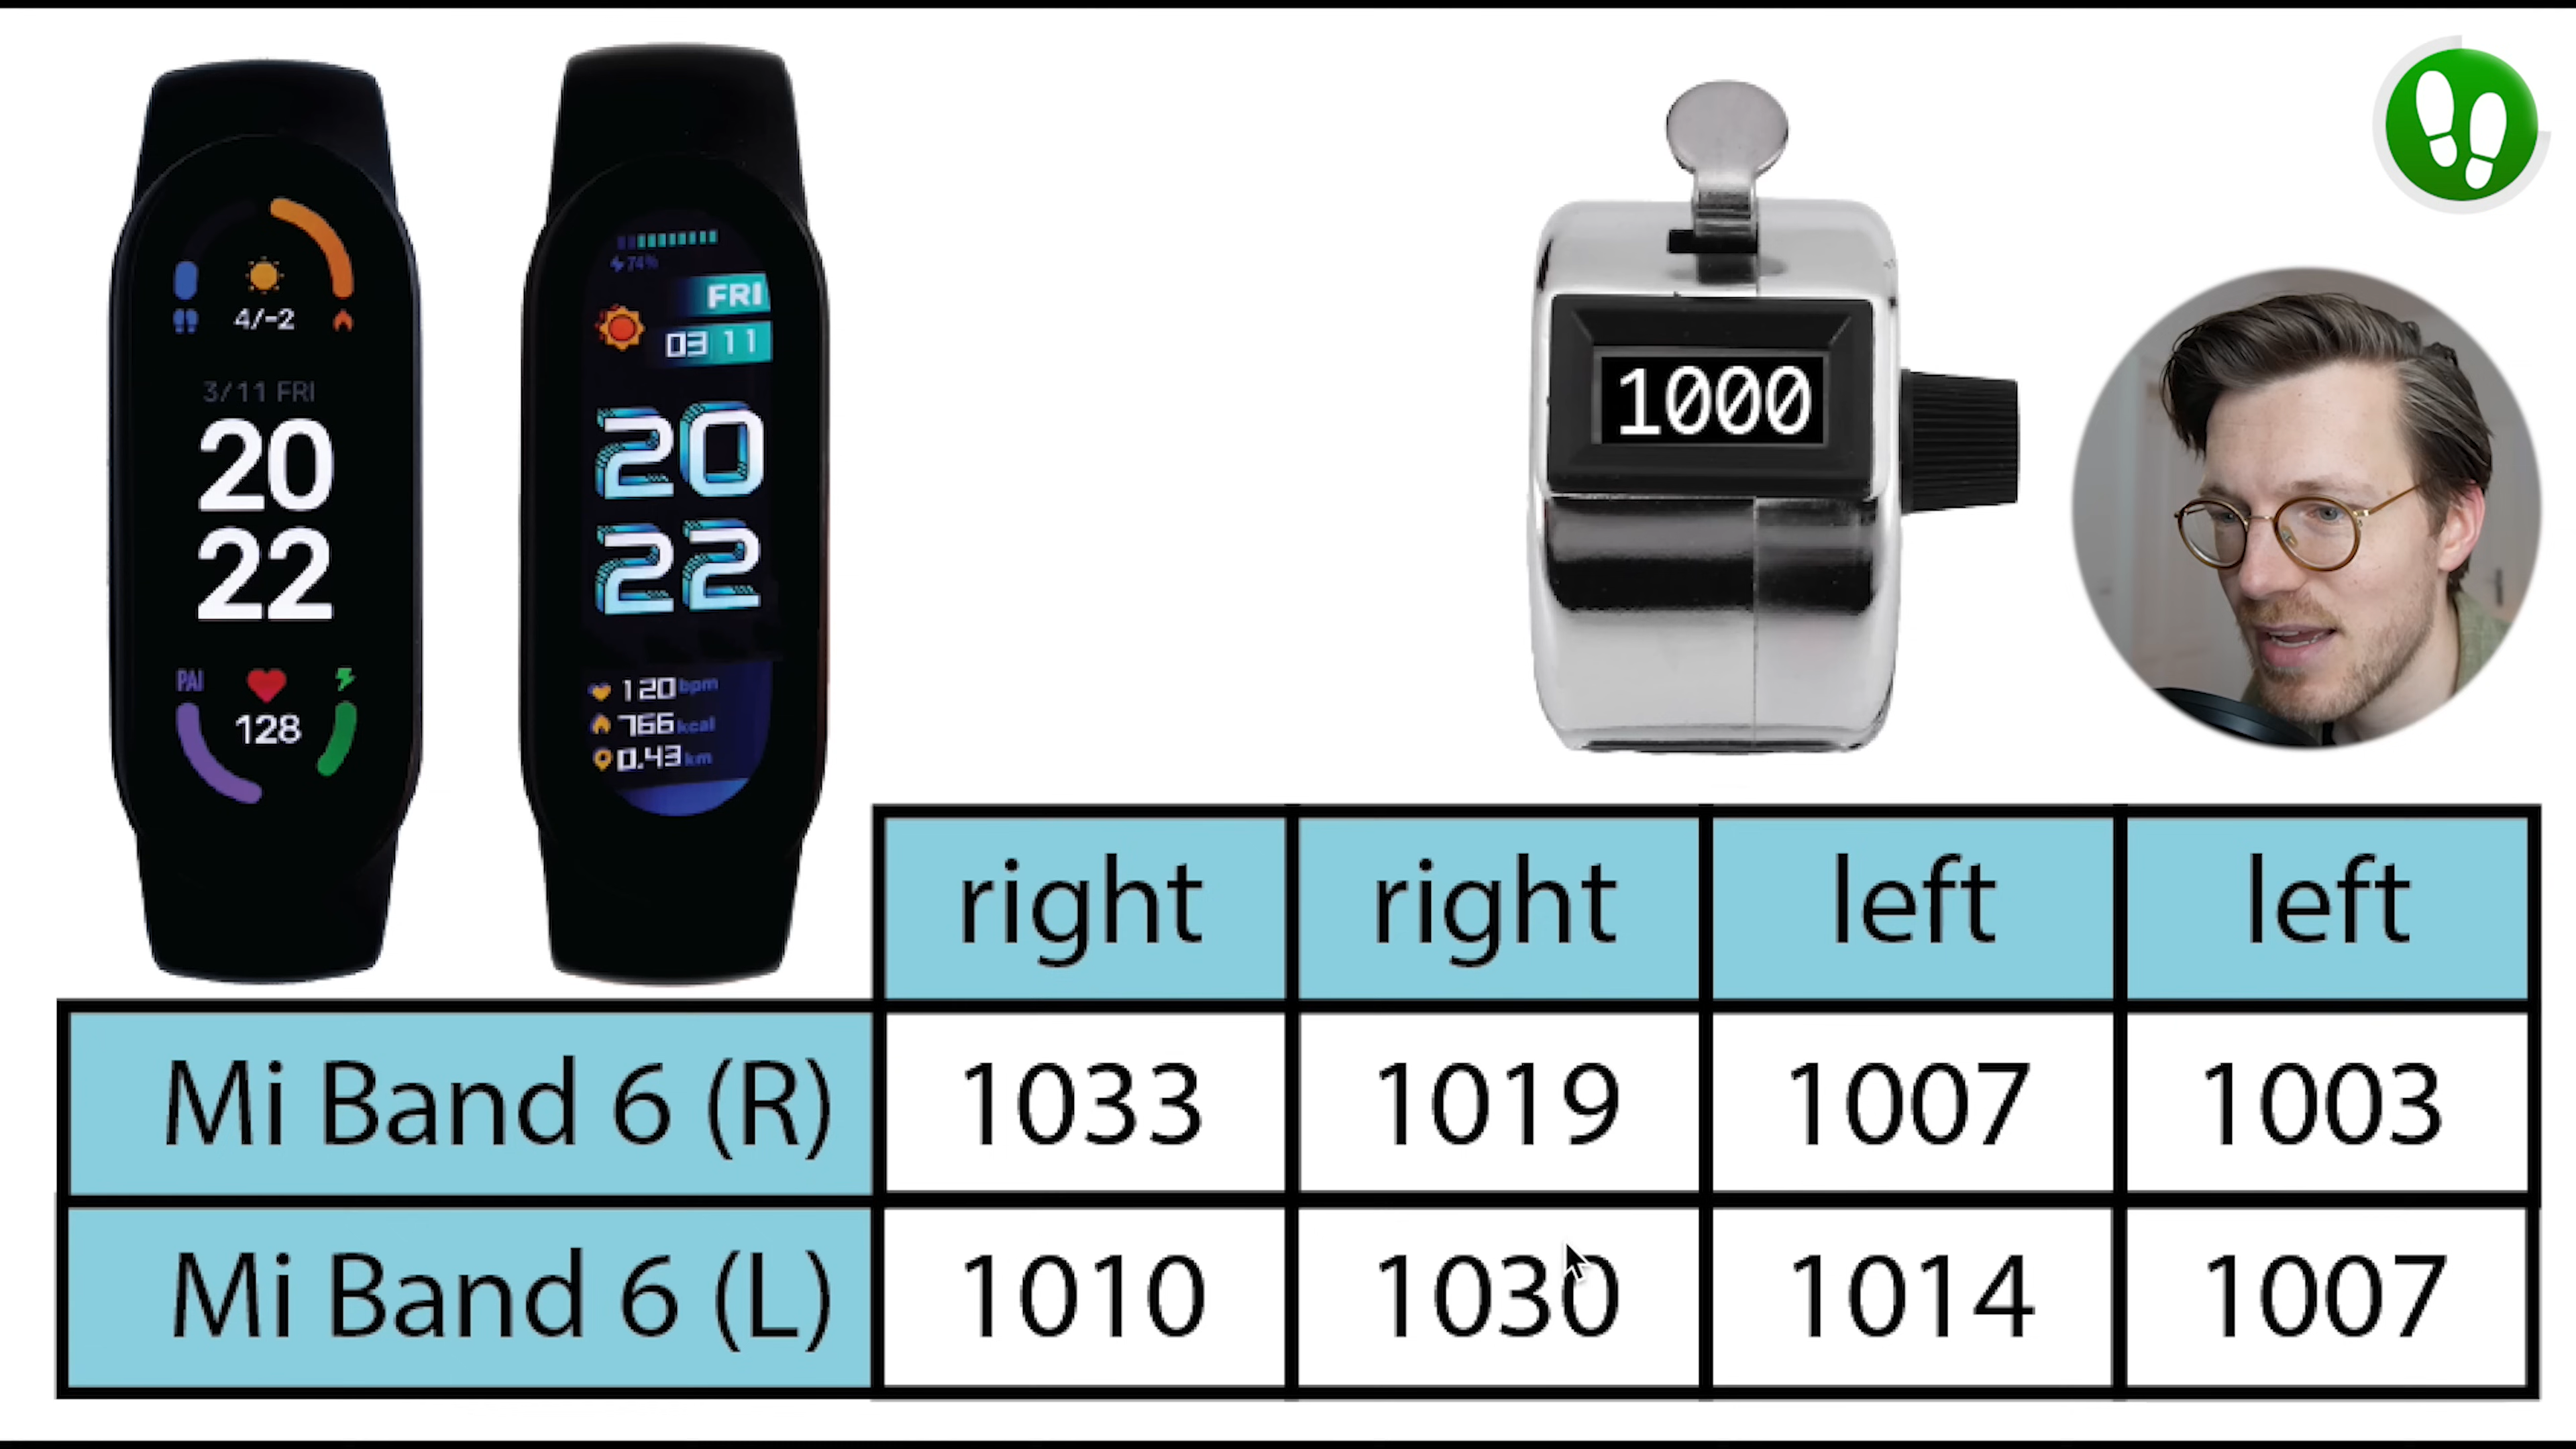 4/-2
3/11 FRI
20
22
PAI
128
74%
FRI
03 11
20
22
120 bpm
766 kcal
0.43 km
1000
right right left left
Mi Band 6 (R) 1033 1019 1007 1003
Mi Band 6 (L) 1010 1030 1014 1007